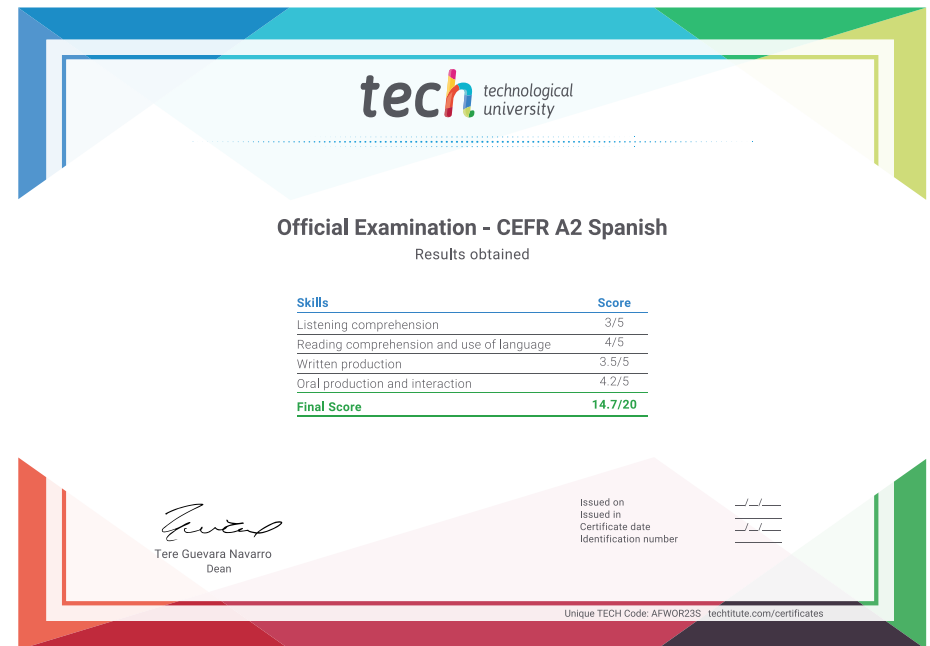 tech technological
university
Official Examination - CEFR A2 Spanish
Results obtained
Skills Score
Listening comprehension 3/5
Reading comprehension and use of language 4/5
Written production 3.5/5
Oral production and interaction 4.2/5
Final Score 14.7/20
Tere Guevara Navarro
Dean
Issued on __/__/____
Issued in ________
Certificate date __/__/____
Identification number ________
Unique TECH Code: AFWOR23S techtitute.com/certificates